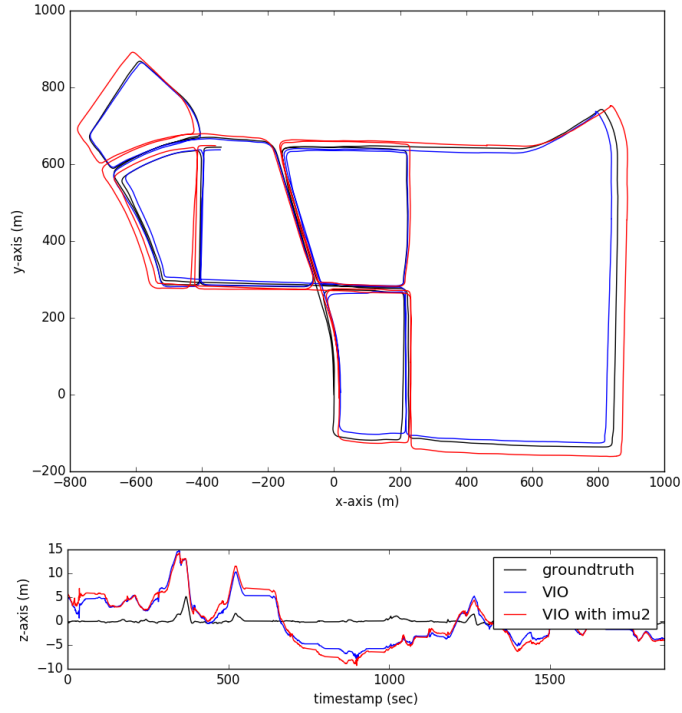 1000
800
600
400
200
0
−200
y-axis (m)
−800 −600 −400 −200 0 200 400 600 800 1000
x-axis (m)
15
10
5
0
−5
−10
z-axis (m)
groundtruth
VIO
VIO with imu2
0 500 1000 1500
timestamp (sec)